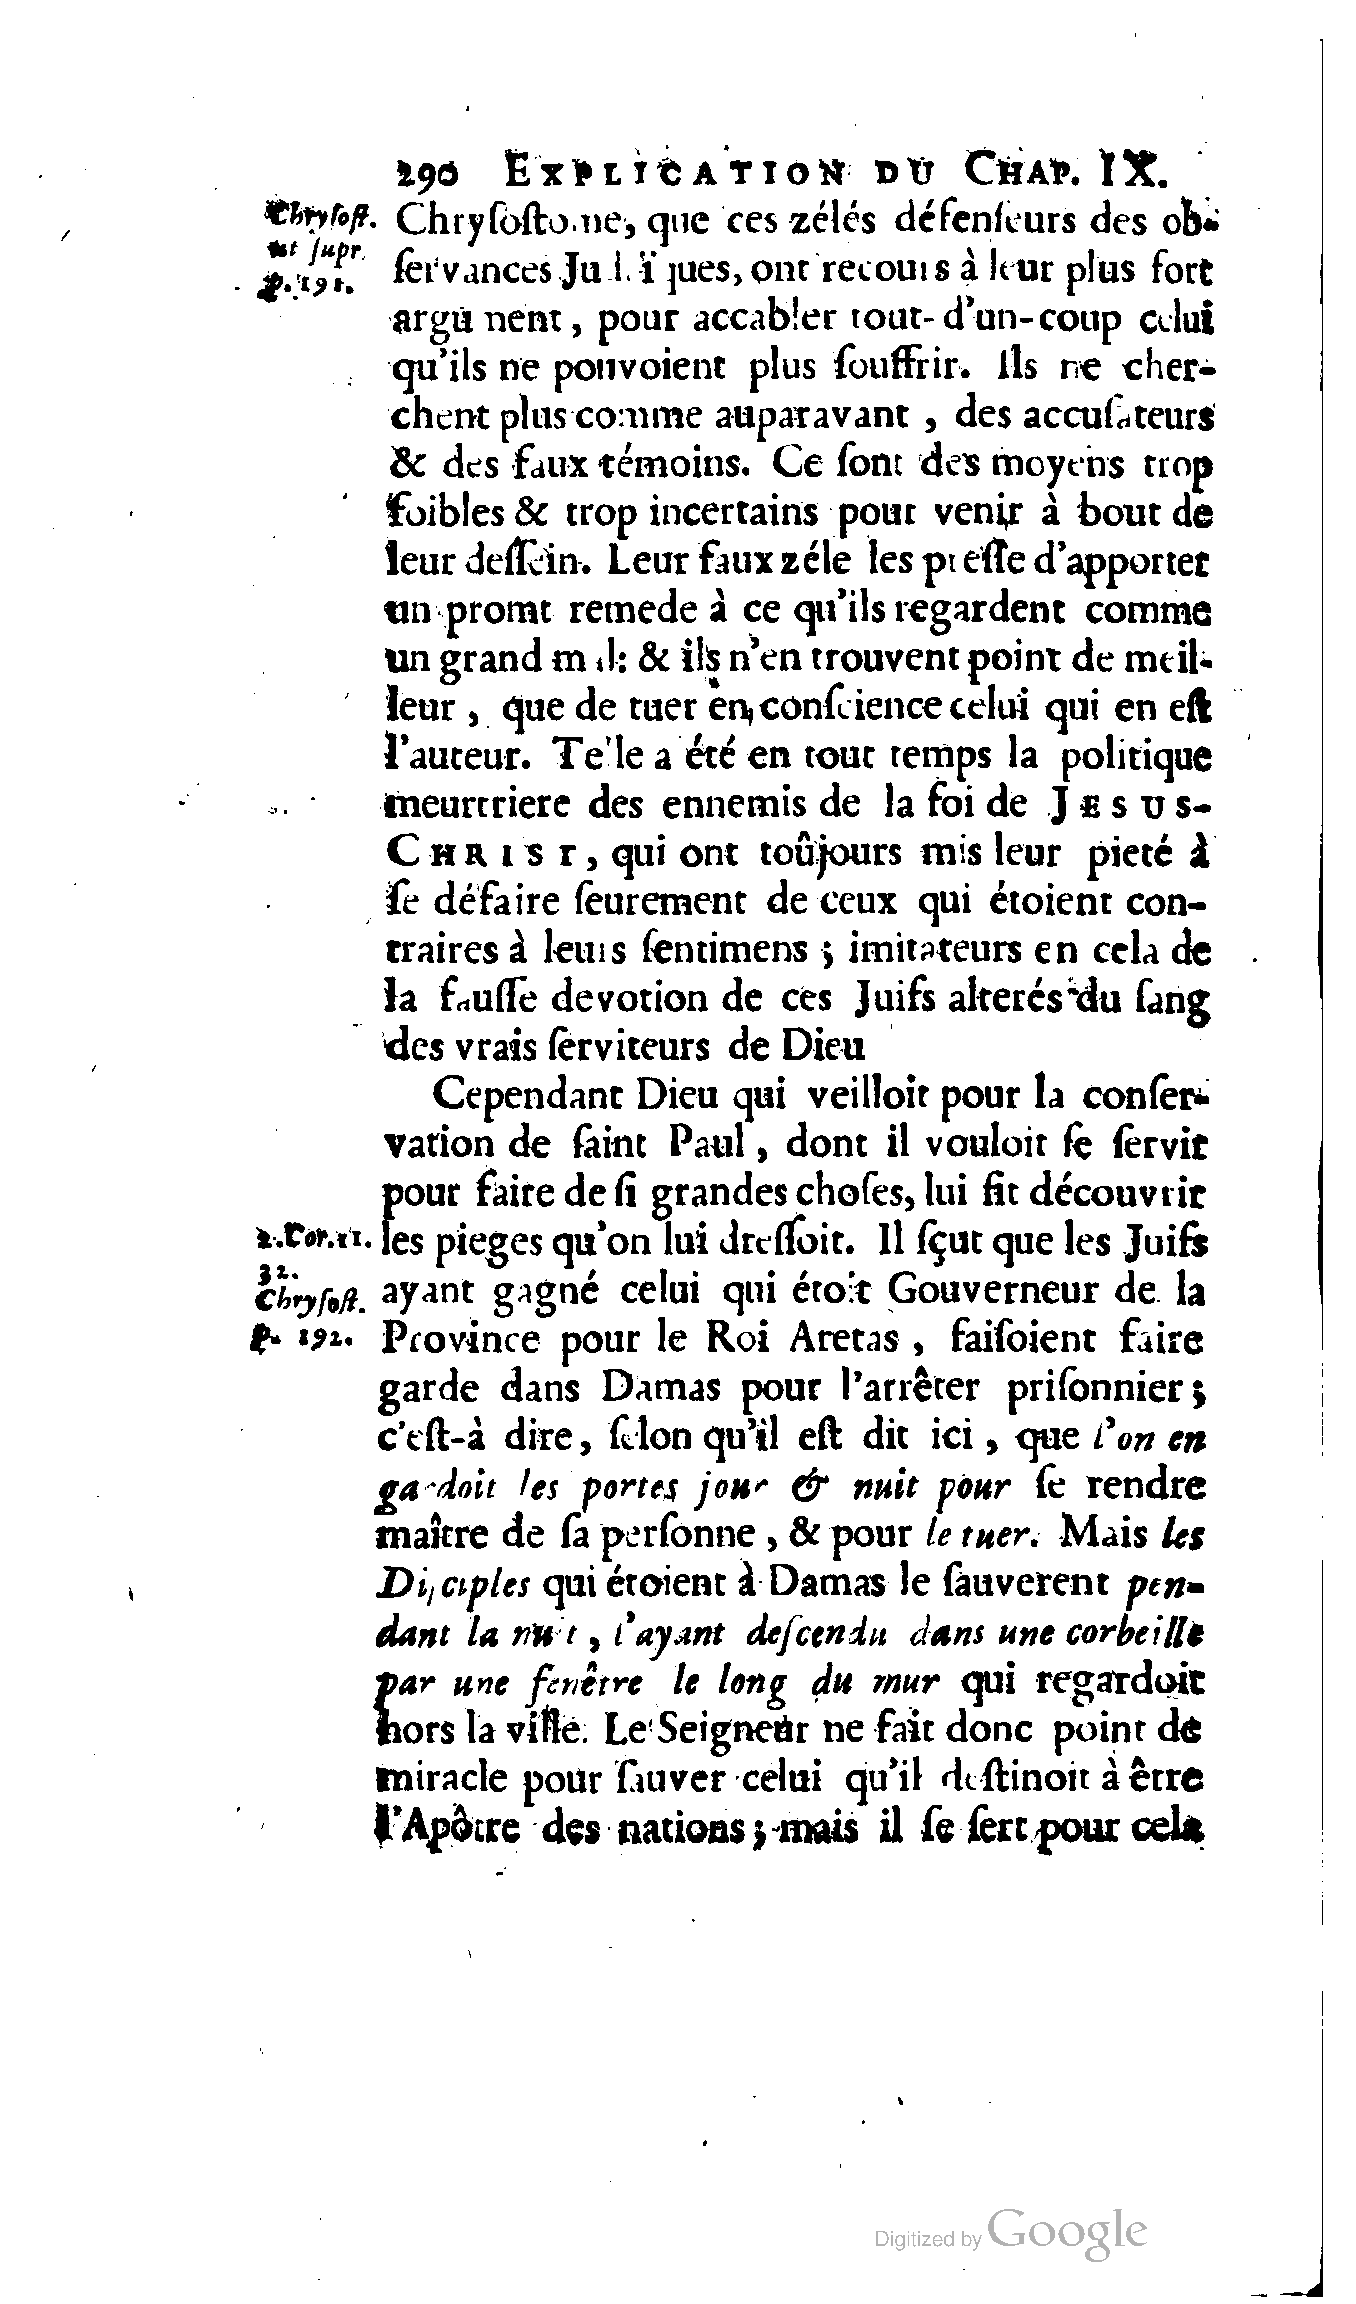 290 EXPLICATION DU CHAP. IX.
Chryſoſt. Chryſoſtome, que ces zélés défenſeurs des ob-
ut ſupr.
p. 191. ſervances Judaïques, ont recours à leur plus fort
argument, pour accabler tout-d'un-coup celui
qu'ils ne pouvoient plus ſouffrir. Ils ne cher-
chent plus comme auparavant, des accuſateurs
& des faux témoins. Ce ſont des moyens trop
foibles & trop incertains pour venir à bout de
leur deſſein. Leur faux zéle les preſſe d'apporter
un promt remede à ce qu'ils regardent comme
un grand mal: & ils n'en trouvent point de meil-
leur, que de tuer en conſcience celui qui en eſt
l'auteur. Telle a été en tout temps la politique
meurtriere des ennemis de la foi de JESUS-
CHRIST, qui ont toûjours mis leur pieté à
ſe défaire ſeurement de ceux qui étoient con-
traires à leurs ſentimens; imitateurs en cela de
la fauſſe devotion de ces Juifs alterés du ſang
des vrais ſerviteurs de Dieu
Cependant Dieu qui veilloit pour la conſer-
vation de ſaint Paul, dont il vouloit ſe ſervir
pour faire de ſi grandes choſes, lui fit découvrir
2. Cor. 11. les pieges qu'on lui dreſſoit. Il ſçut que les Juifs
32.
Chryſoſt. ayant gagné celui qui étoit Gouverneur de la
p. 192. Province pour le Roi Aretas, faiſoient faire
garde dans Damas pour l'arrêter priſonnier;
c'eſt-à dire, ſelon qu'il eſt dit ici, que l'on en
gardoit les portes jour & nuit pour ſe rendre
maître de ſa perſonne, & pour le tuer. Mais les
Diſciples qui étoient à Damas le ſauverent pen-
dant la nuit, l'ayant deſcendu dans une corbeille
par une fenêtre le long du mur qui regardoit
hors la ville. Le Seigneur ne fait donc point de
miracle pour ſauver celui qu'il deſtinoit à être
l'Apôtre des nations; mais il ſe ſert pour cela
Digitized by Google